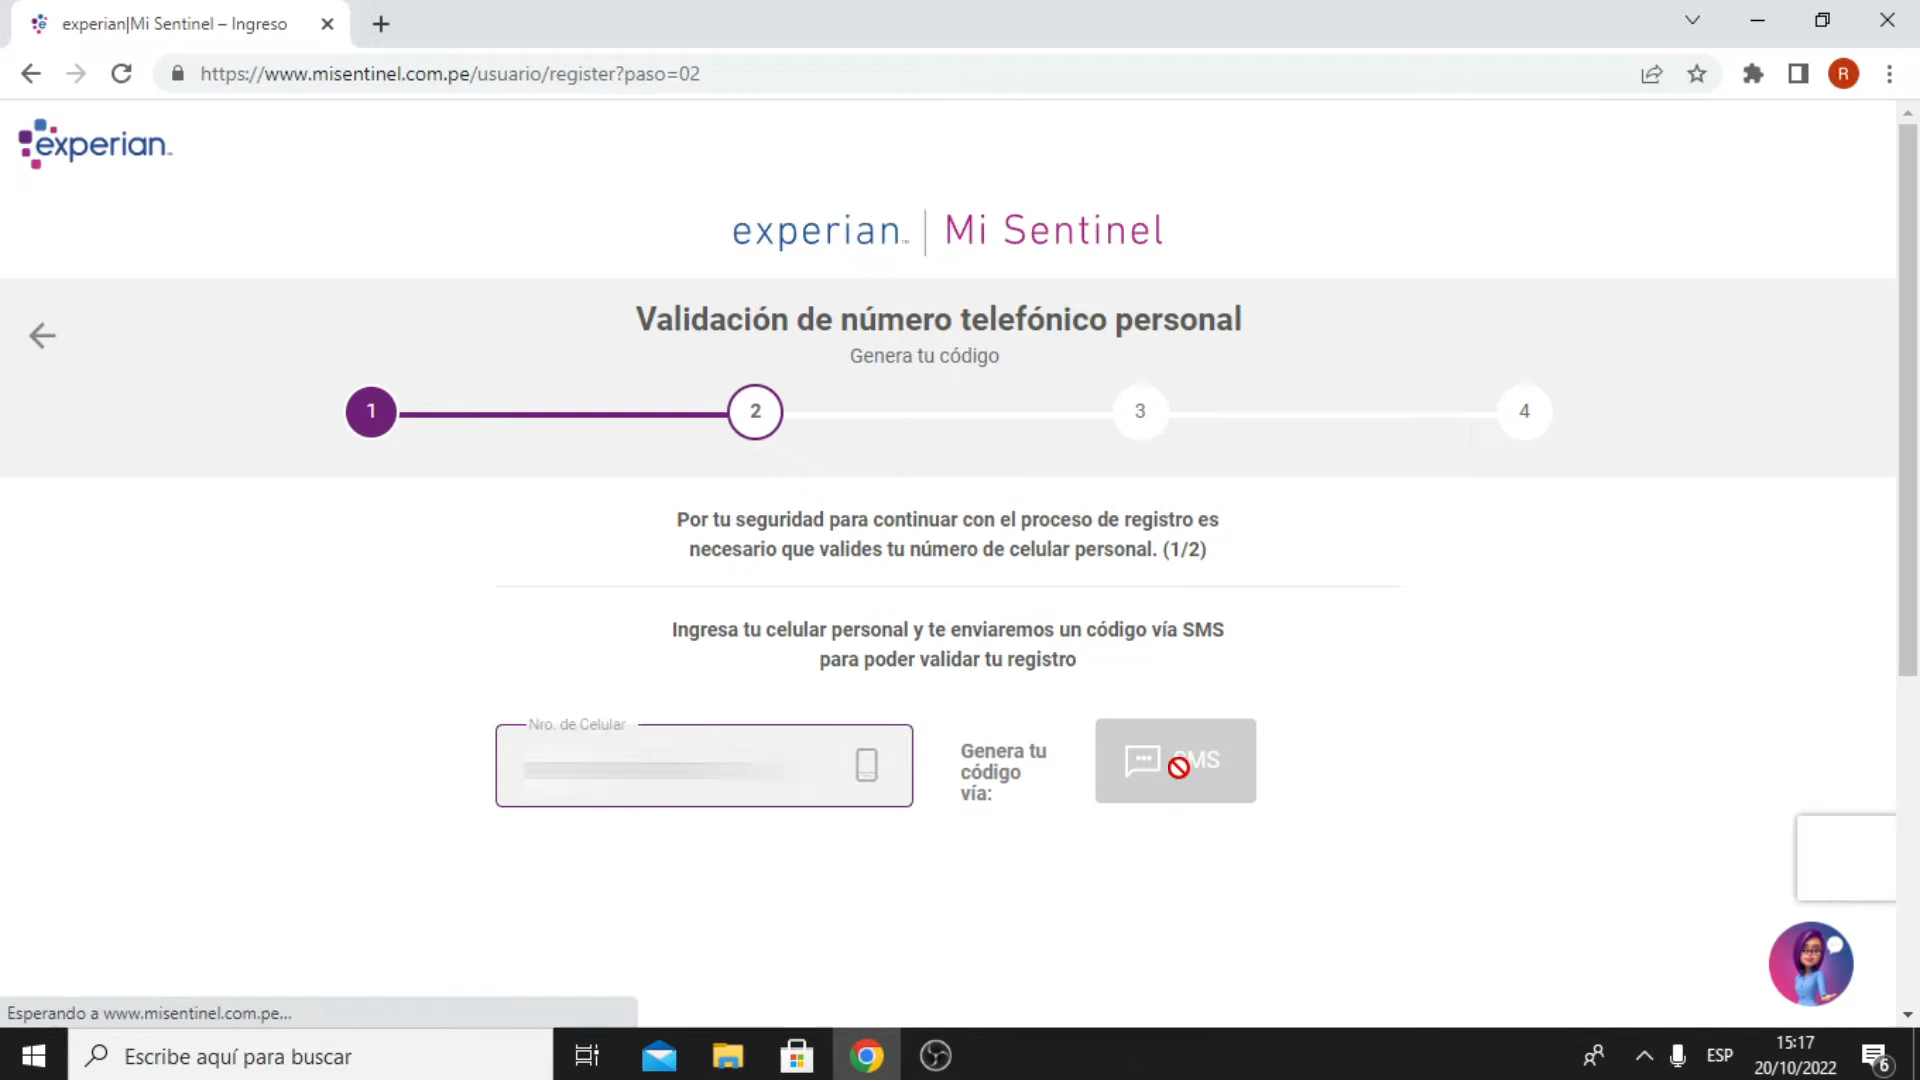 experian|Mi Sentinel – Ingreso
https://www.misentinel.com.pe/usuario/register?paso=02
R
experian™
experian™ | Mi Sentinel
Validación de número telefónico personal
Genera tu código
1
2
3
4
Por tu seguridad para continuar con el proceso de registro es
necesario que valides tu número de celular personal. (1/2)
Ingresa tu celular personal y te enviaremos un código vía SMS
para poder validar tu registro
Nro. de Celular
Genera tu
código
vía:
SMS
Esperando a www.misentinel.com.pe...
Escribe aquí para buscar
ESP
15:17
20/10/2022
6